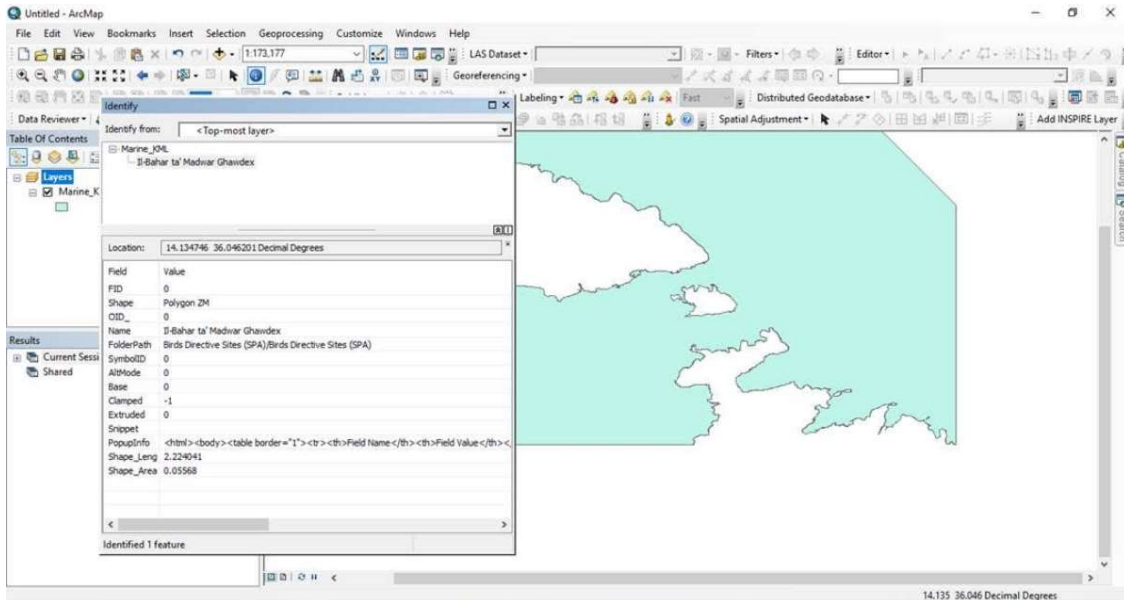 Untitled - ArcMap
File Edit View Bookmarks Insert Selection Geoprocessing Customize Windows Help
1:173,177 LAS Dataset Filters Editor
Georeferencing
Labeling Fast Distributed Geodatabase
Data Reviewer Spatial Adjustment Add INSPIRE Layer
Table Of Contents
Layers
Marine_K
Results
Current Sessi
Shared
Identify
Identify from: <Top-most layer>
Marine_KML
Il-Bahar ta' Madwar Ghawdex
Location: 14.134746 36.046201 Decimal Degrees
Field Value
FID 0
Shape Polygon ZM
OID_ 0
Name Il-Bahar ta' Madwar Ghawdex
FolderPath Birds Directive Sites (SPA)/Birds Directive Sites (SPA)
SymbolID 0
AltMode 0
Base 0
Clamped -1
Extruded 0
Snippet
PopupInfo <html><body><table border="1"><tr><th>Field Name</th><th>Field Value</th><
Shape_Leng 2.224041
Shape_Area 0.05568
Identified 1 feature
Catalog
Search
14.135 36.046 Decimal Degrees